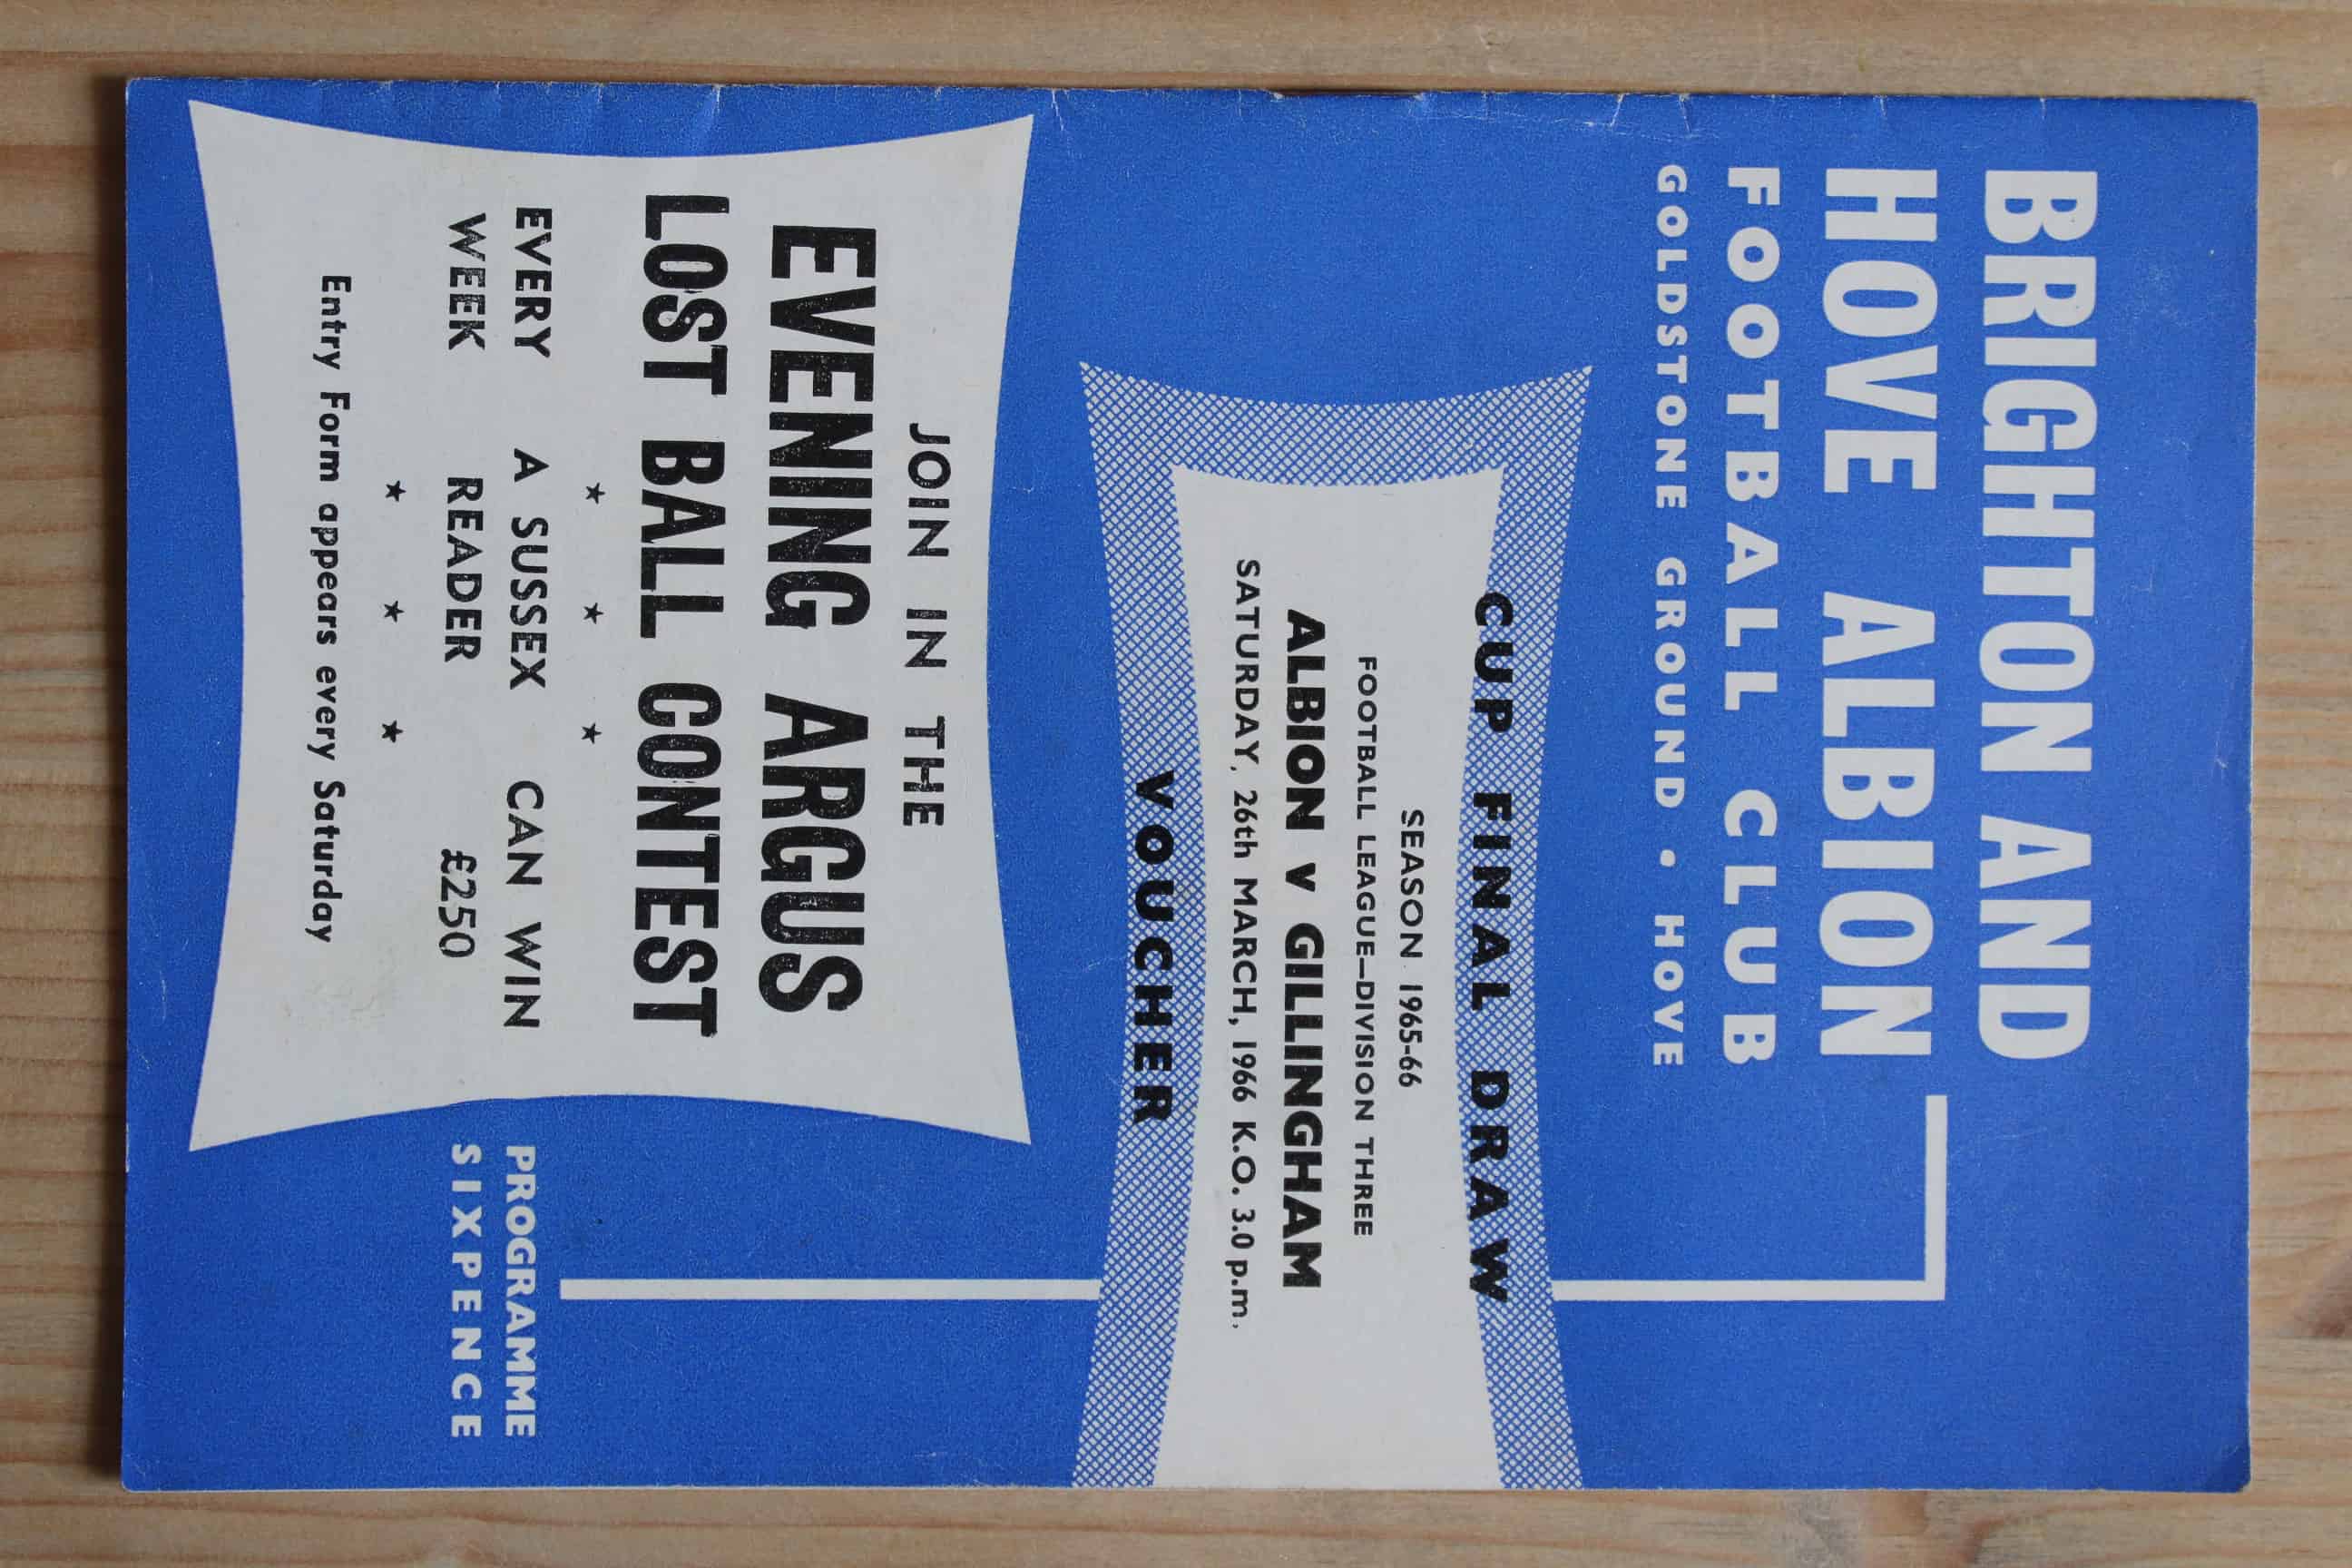 BRIGHTON AND
HOVE ALBION
FOOTBALL CLUB
GOLDSTONE GROUND • HOVE
CUP FINAL DRAW
SEASON 1965-66
FOOTBALL LEAGUE—DIVISION THREE
ALBION v GILLINGHAM
SATURDAY, 26th MARCH, 1966 K.O. 3.0 p.m.
VOUCHER
JOIN IN THE
EVENING ARGUS
LOST BALL CONTEST
★ ★ ★
EVERY A SUSSEX CAN WIN
WEEK READER £250
★ ★ ★
Entry Form appears every Saturday
PROGRAMME
SIXPENCE